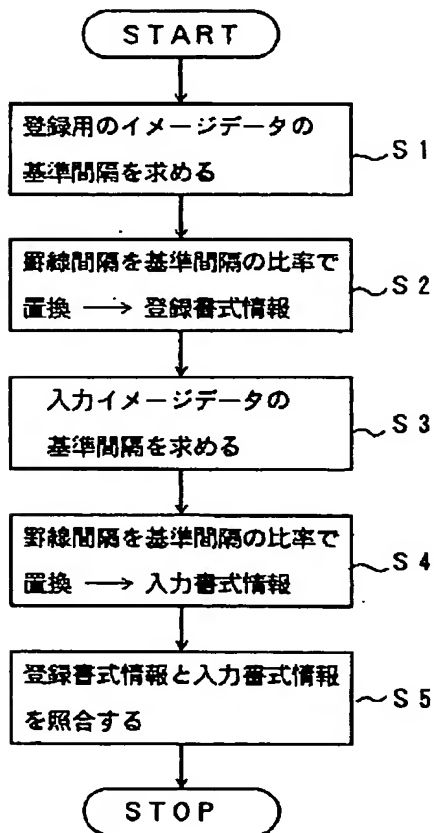 START
登録用のイメージデータの
基準間隔を求める
S1
罫線間隔を基準間隔の比率で
置換 → 登録書式情報
S2
入力イメージデータの
基準間隔を求める
S3
罫線間隔を基準間隔の比率で
置換 → 入力書式情報
S4
登録書式情報と入力書式情報
を照合する
S5
STOP